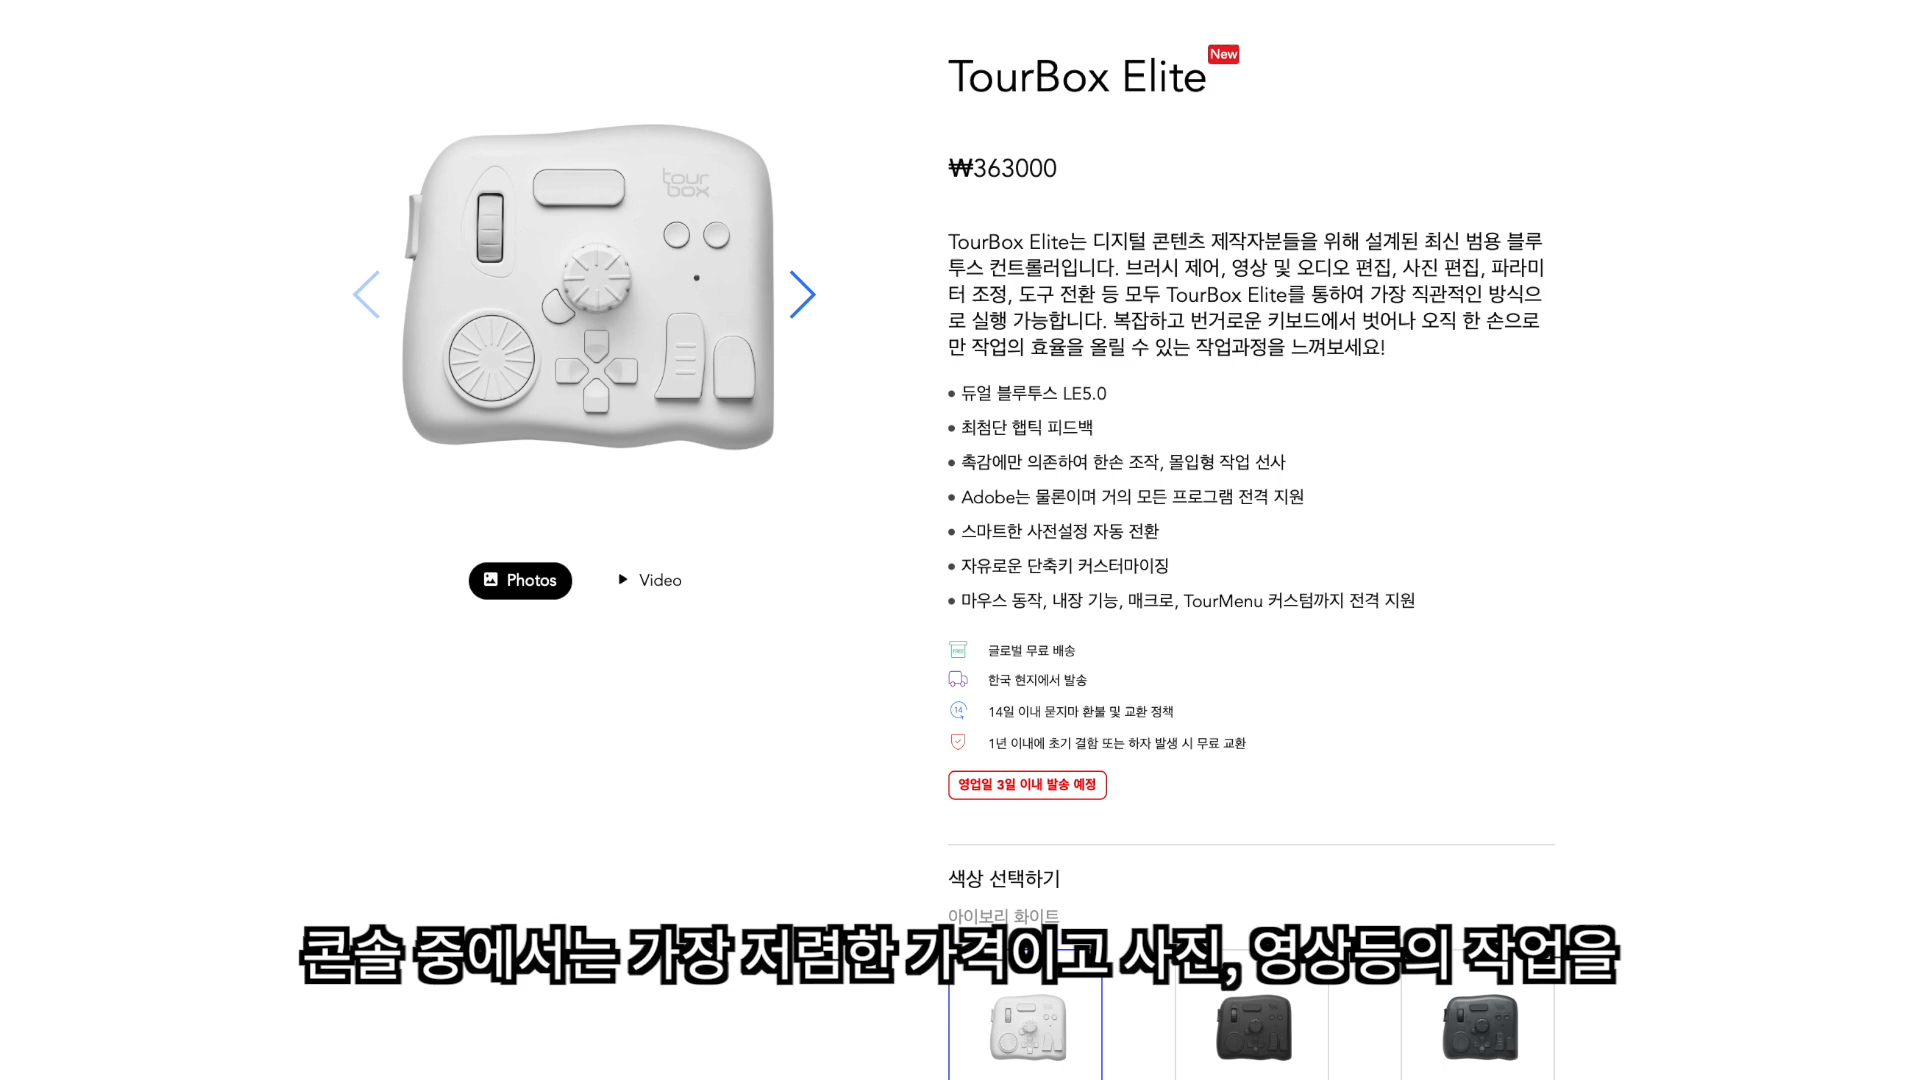 TourBox Elite
New
₩363000
TourBox Elite는 디지털 콘텐츠 제작자분들을 위해 설계된 최신 범용 블루
투스 컨트롤러입니다. 브러시 제어, 영상 및 오디오 편집, 사진 편집, 파라미
터 조정, 도구 전환 등 모두 TourBox Elite를 통하여 가장 직관적인 방식으
로 실행 가능합니다. 복잡하고 번거로운 키보드에서 벗어나 오직 한 손으로
만 작업의 효율을 올릴 수 있는 작업과정을 느껴보세요!
• 듀얼 블루투스 LE5.0
• 최첨단 햅틱 피드백
• 촉감에만 의존하여 한손 조작, 몰입형 작업 선사
• Adobe는 물론이며 거의 모든 프로그램 전격 지원
• 스마트한 사전설정 자동 전환
• 자유로운 단축키 커스터마이징
• 마우스 동작, 내장 기능, 매크로, TourMenu 커스텀까지 전격 지원
FREE 글로벌 무료 배송
한국 현지에서 발송
14 14일 이내 묻지마 환불 및 교환 정책
1년 이내에 초기 결함 또는 하자 발생 시 무료 교환
영업일 3일 이내 발송 예정
색상 선택하기
아이보리 화이트
tour
box
Photos
Video
콘솔 중에서는 가장 저렴한 가격이고 사진, 영상등의 작업을